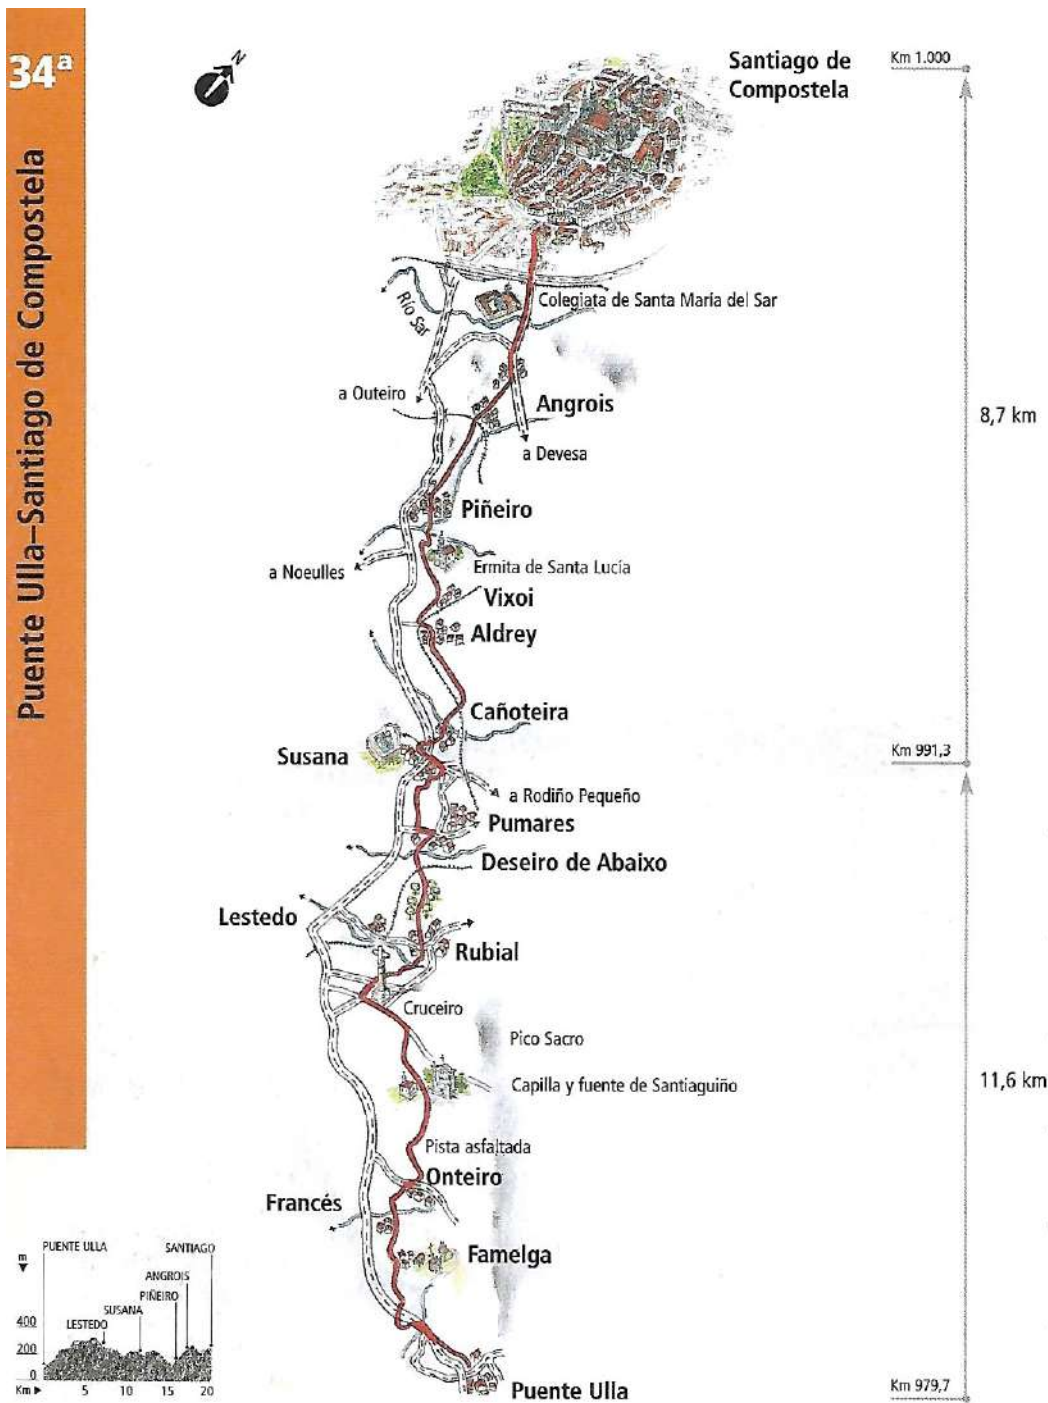 34ª
Puente Ulla–Santiago de Compostela
N
Santiago de
Compostela
Km 1.000
Río Sar
Colegiata de Santa María del Sar
a Outeiro
Angrois
8,7 km
a Devesa
Piñeiro
Ermita de Santa Lucía
a Noeulles
Vixoi
Aldrey
Cañoteira
Susana
Km 991,3
a Rodiño Pequeño
Pumares
Deseiro de Abaixo
Lestedo
Rubial
Cruceiro
Pico Sacro
Capilla y fuente de Santiaguiño
11,6 km
Pista asfaltada
Onteiro
Francés
Famelga
Puente Ulla
Km 979,7
m
PUENTE ULLA
SANTIAGO
ANGROIS
PIÑEIRO
SUSANA
LESTEDO
400
200
0
Km
5
10
15
20